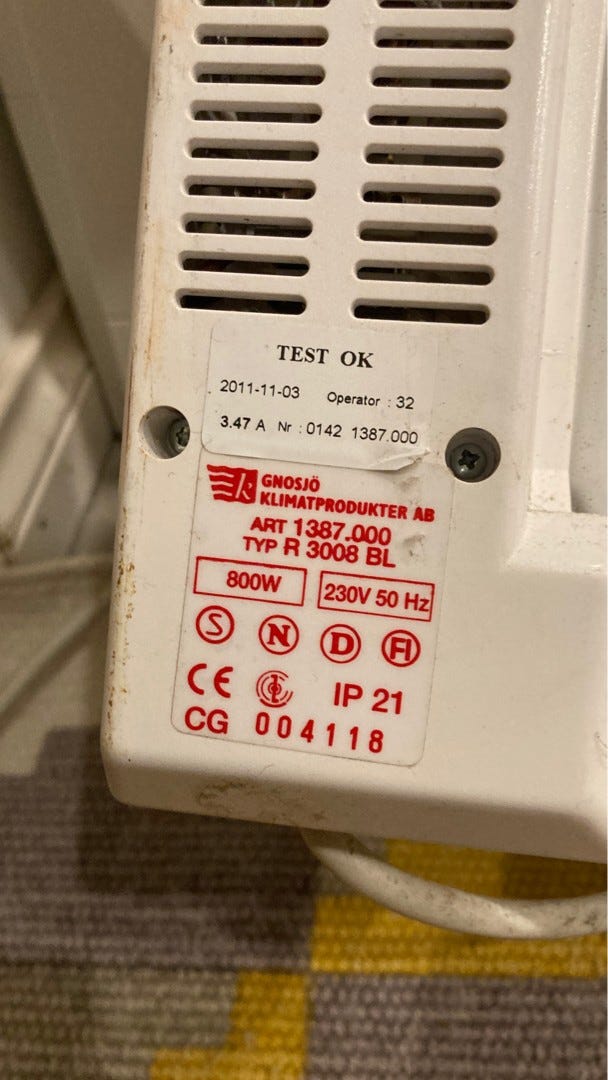 TEST OK
2011-11-03 Operator : 32
3.47 A Nr : 0142 1387.000
k GNOSJÖ
KLIMATPRODUKTER AB
ART 1387.000
TYP R 3008 BL
800W 230V 50 Hz
S N D FI
CE IP 21
CG 004118